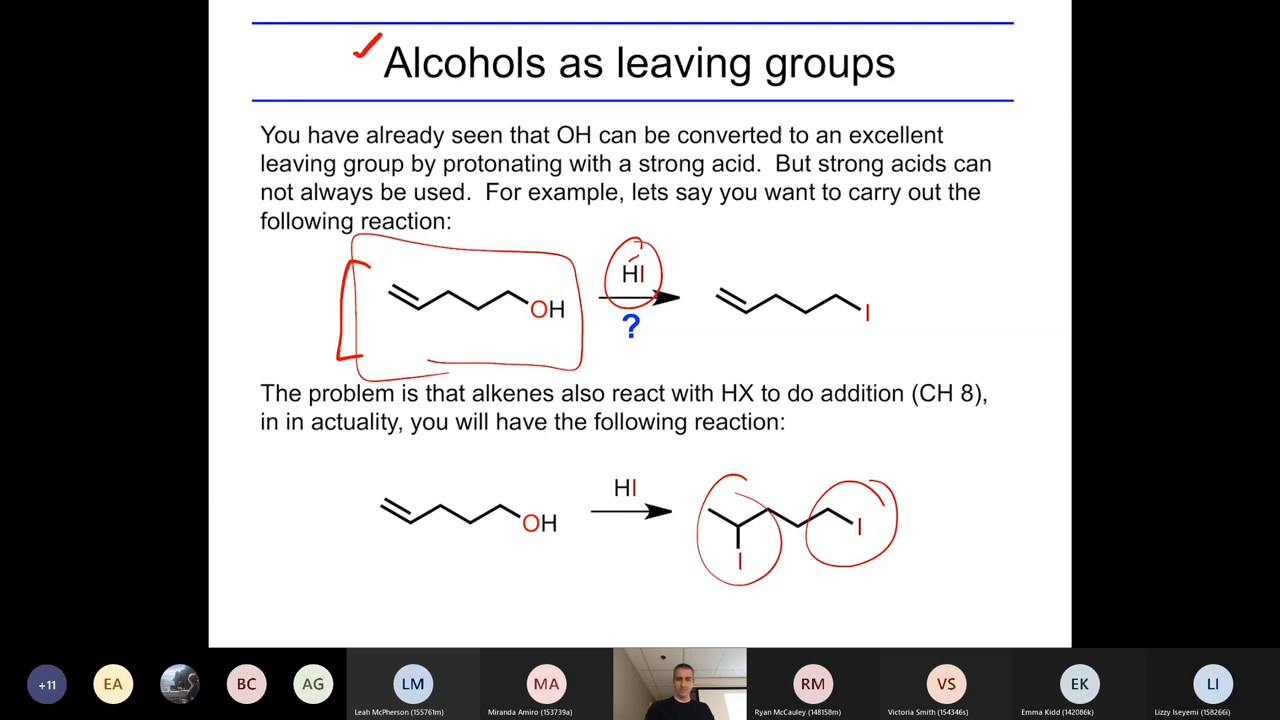 Alcohols as leaving groups
You have already seen that OH can be converted to an excellent
leaving group by protonating with a strong acid. But strong acids can
not always be used. For example, lets say you want to carry out the
following reaction:
OH
HI
?
I
The problem is that alkenes also react with HX to do addition (CH 8),
in in actuality, you will have the following reaction:
OH
HI
I
I
+11
EA
BC
AG
LM
MA
RM
VS
EK
LI
Leah McPherson (155761m)
Miranda Amiro (153739a)
Ryan McCauley (148158m)
Victoria Smith (154346s)
Emma Kidd (142086k)
Lizzy Iseyemi (158266i)